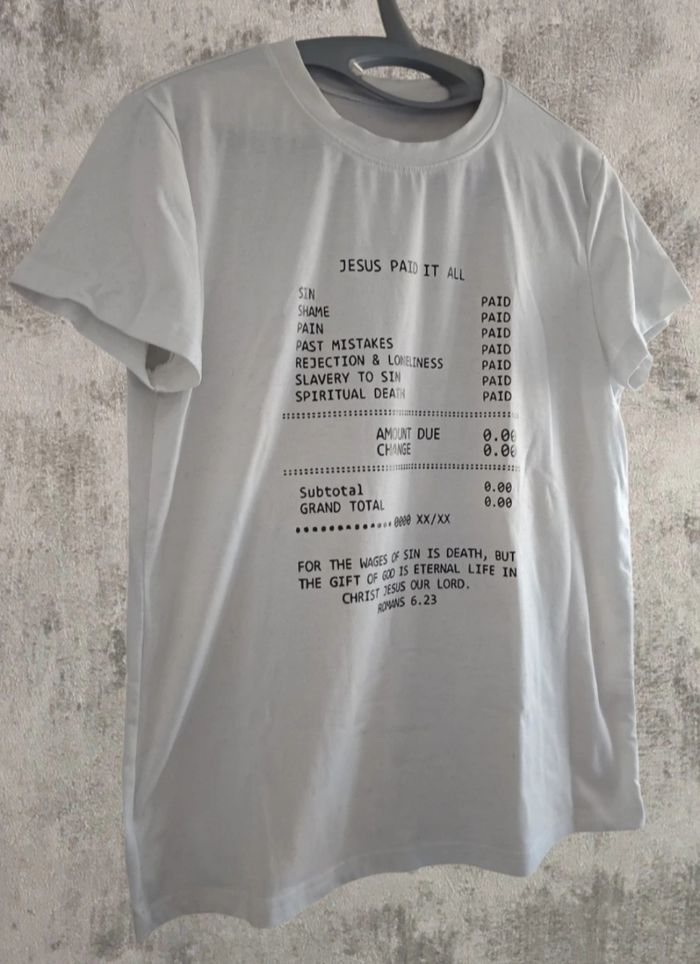 JESUS PAID IT ALL
SIN PAID
SHAME PAID
PAIN PAID
PAST MISTAKES PAID
REJECTION & LONELINESS PAID
SLAVERY TO SIN PAID
SPIRITUAL DEATH PAID
AMOUNT DUE 0.00
CHANGE 0.00
Subtotal 0.00
GRAND TOTAL 0.00
••••••••••••0000 XX/XX
FOR THE WAGES OF SIN IS DEATH, BUT
THE GIFT OF GOD IS ETERNAL LIFE IN
CHRIST JESUS OUR LORD.
ROMANS 6.23